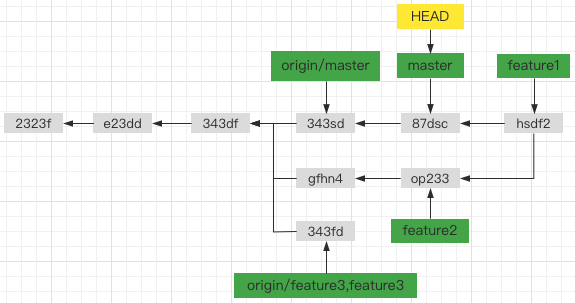 HEAD
origin/master
master
feature1
2323f
e23dd
343df
343sd
87dsc
hsdf2
gfhn4
op233
feature2
343fd
origin/feature3,feature3